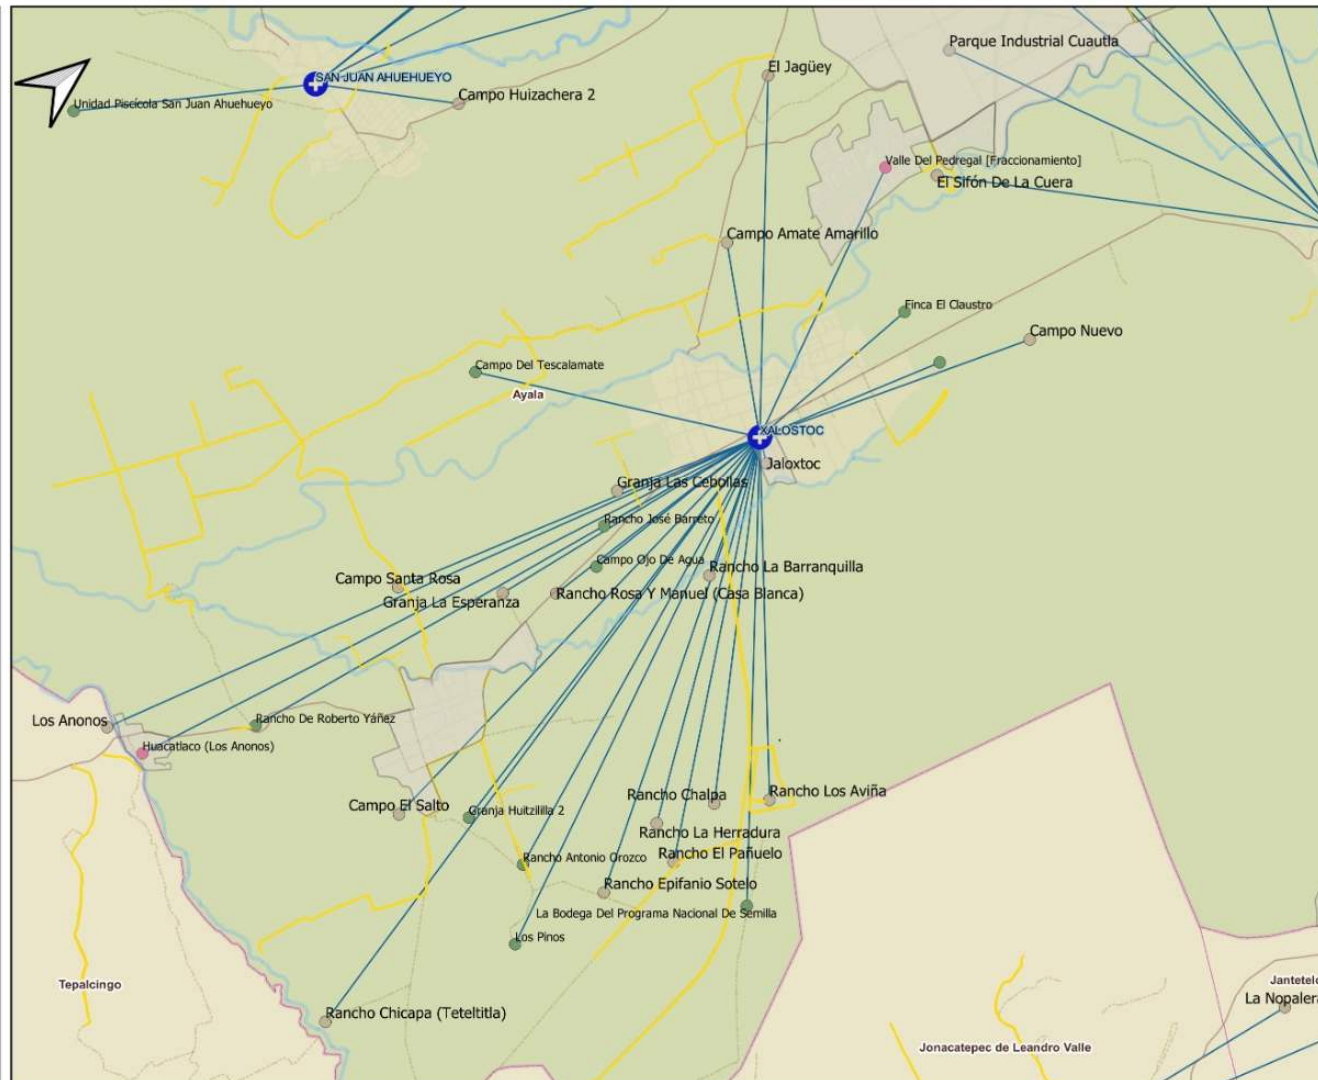 Parque Industrial Cuautla
El Jagüey
SAN JUAN AHUEHUEYO
Campo Huizachera 2
Unidad Piscícola San Juan Ahuehueyo
Valle Del Pedregal [Fraccionamiento]
El Sifón De La Cuera
Campo Amate Amarillo
Finca El Claustro
Campo Nuevo
Campo Del Tescalamate
Ayala
XALOSTOC
Jaloxtoc
Granja Las Cebollas
Rancho José Barreto
Campo Ojo De Agua
Rancho La Barranquilla
Campo Santa Rosa
Granja La Esperanza
Rancho Rosa Y Manuel (Casa Blanca)
Los Anonos
Rancho De Roberto Yáñez
Huacatlaco (Los Anonos)
Campo El Salto
Granja Huitzililla 2
Rancho Chalpa
Rancho Los Aviña
Rancho La Herradura
Rancho El Pañuelo
Rancho Antonio Orozco
Rancho Epifanio Sotelo
La Bodega Del Programa Nacional De Semilla
Los Pinos
Tepalcingo
Jantetelc
La Nopalera
Rancho Chicapa (Teteltitla)
Jonacatepec de Leandro Valle